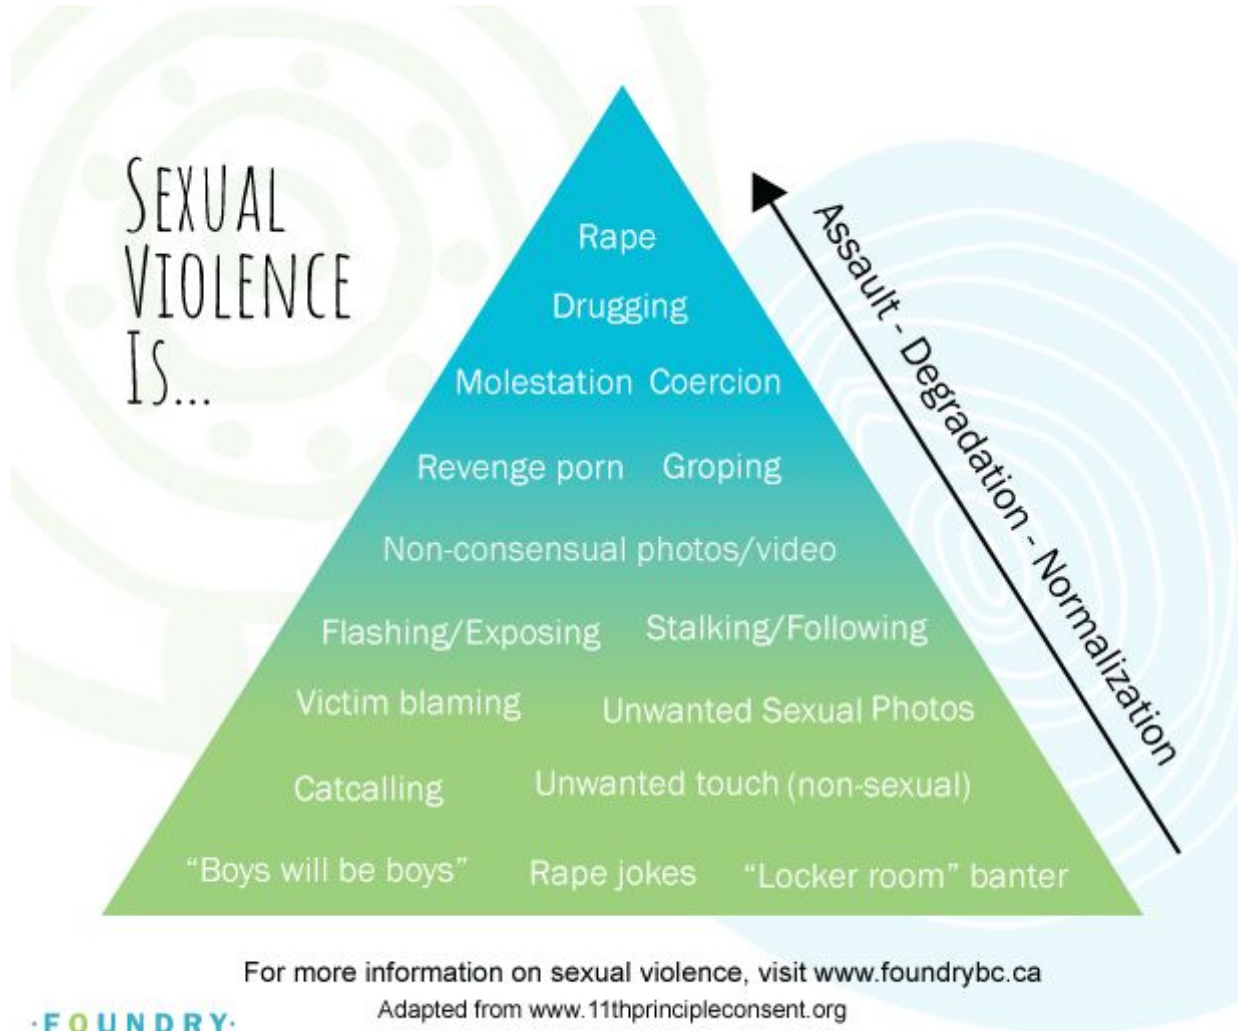 SEXUAL
VIOLENCE
IS...
Rape
Drugging
Molestation Coercion
Revenge porn Groping
Non-consensual photos/video
Flashing/Exposing Stalking/Following
Victim blaming Unwanted Sexual Photos
Catcalling Unwanted touch (non-sexual)
“Boys will be boys” Rape jokes “Locker room” banter
Assault - Degradation - Normalization
For more information on sexual violence, visit www.foundrybc.ca
Adapted from www.11thprincipleconsent.org
·FOUNDRY·